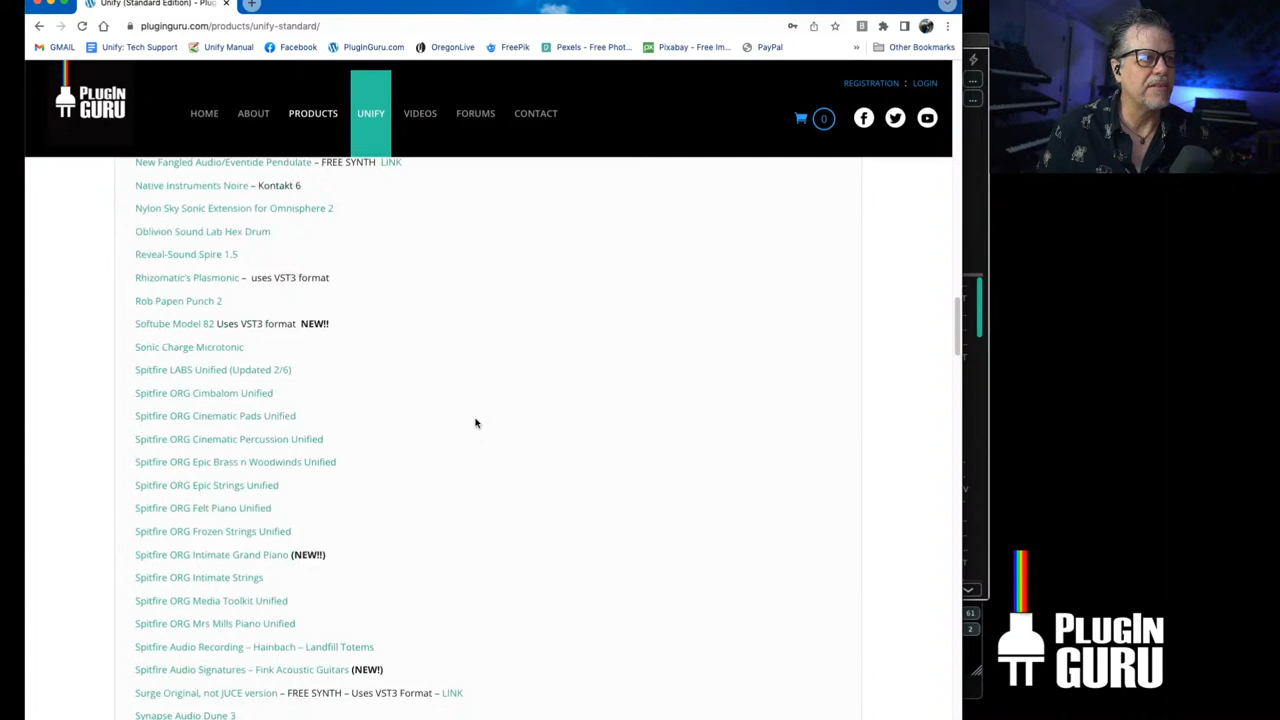 Unify (Standard Edition) - Plug
pluginguru.com/products/unify-standard/
GMAIL
Unify: Tech Support
Unify Manual
Facebook
PlugInGuru.com
OregonLive
FreePik
Pexels - Free Phot...
Pixabay - Free Im...
PayPal
Other Bookmarks
PLUGIN
GURU
REGISTRATION : LOGIN
HOME ABOUT PRODUCTS UNIFY VIDEOS FORUMS CONTACT
0
New Fangled Audio/Eventide Pendulate – FREE SYNTH LINK
Native Instruments Noire – Kontakt 6
Nylon Sky Sonic Extension for Omnisphere 2
Oblivion Sound Lab Hex Drum
Reveal-Sound Spire 1.5
Rhizomatic's Plasmonic – uses VST3 format
Rob Papen Punch 2
Softube Model 82 Uses VST3 format NEW!!
Sonic Charge Microtonic
Spitfire LABS Unified (Updated 2/6)
Spitfire ORG Cimbalom Unified
Spitfire ORG Cinematic Pads Unified
Spitfire ORG Cinematic Percussion Unified
Spitfire ORG Epic Brass n Woodwinds Unified
Spitfire ORG Epic Strings Unified
Spitfire ORG Felt Piano Unified
Spitfire ORG Frozen Strings Unified
Spitfire ORG Intimate Grand Piano (NEW!!)
Spitfire ORG Intimate Strings
Spitfire ORG Media Toolkit Unified
Spitfire ORG Mrs Mills Piano Unified
Spitfire Audio Recording – Hainbach – Landfill Totems
Spitfire Audio Signatures – Fink Acoustic Guitars (NEW!)
Surge Original, not JUCE version – FREE SYNTH – Uses VST3 Format – LINK
Synapse Audio Dune 3
61
2
PLUGIN
GURU